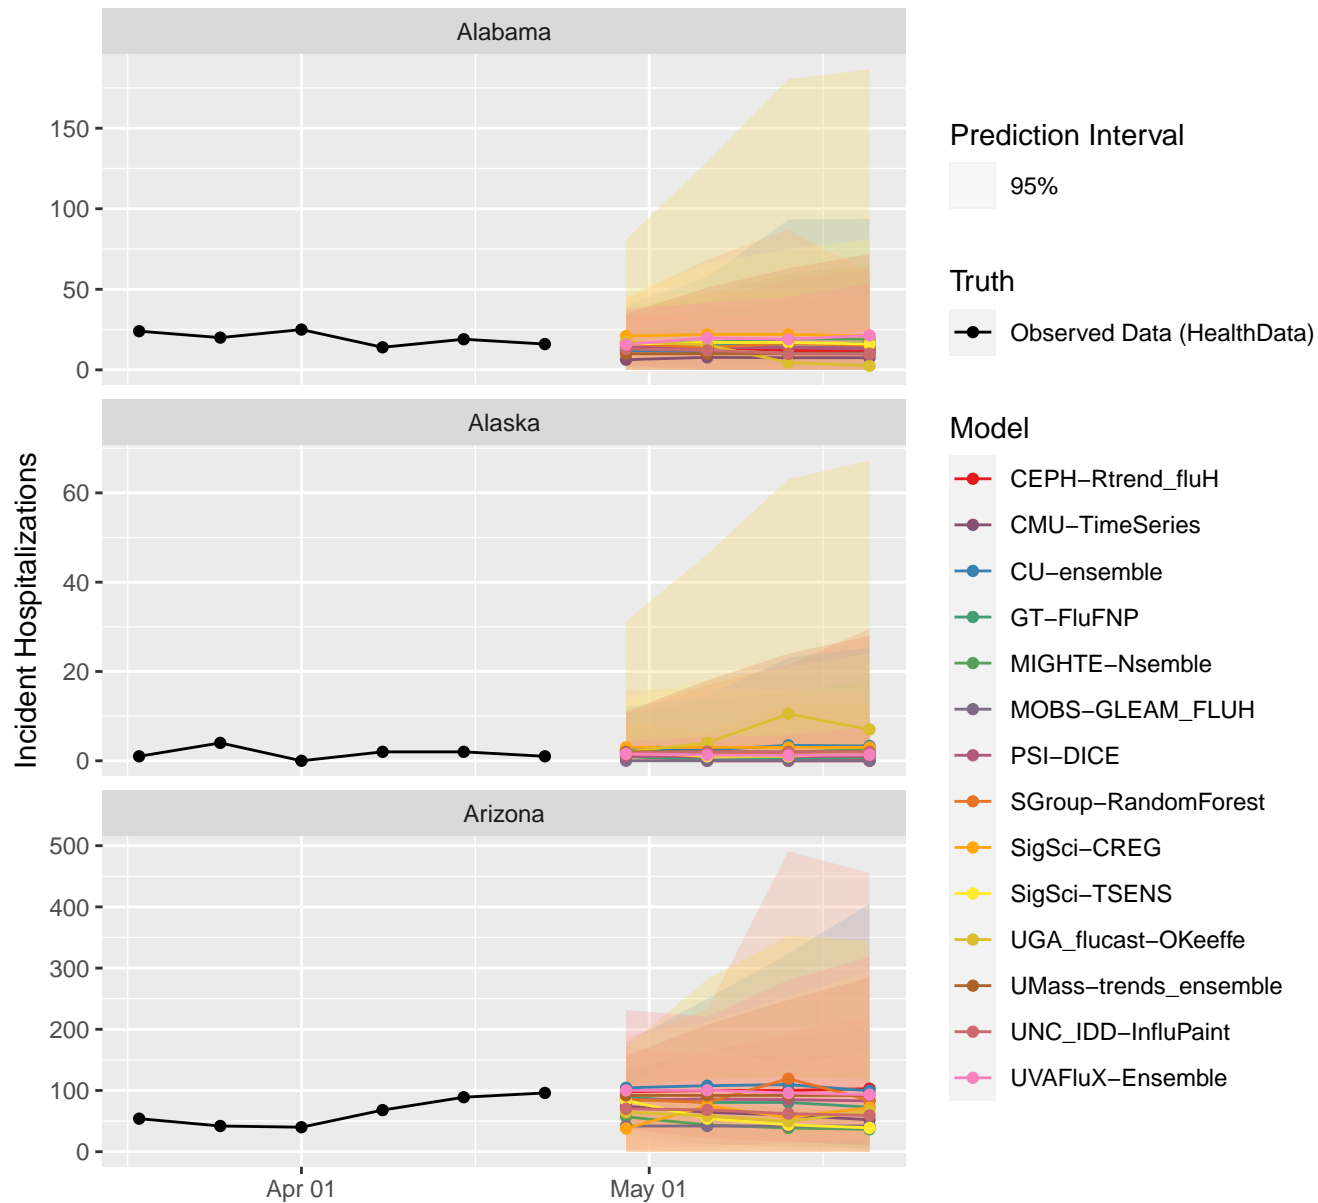 Alabama
150
100
50
0
Alaska
60
40
20
0
Arizona
500
400
300
200
100
0
Apr 01
May 01
Incident Hospitalizations
Prediction Interval
95%
Truth
Observed Data (HealthData)
Model
CEPH−Rtrend_fluH
CMU−TimeSeries
CU−ensemble
GT−FluFNP
MIGHTE−Nsemble
MOBS−GLEAM_FLUH
PSI−DICE
SGroup−RandomForest
SigSci−CREG
SigSci−TSENS
UGA_flucast−OKeeffe
UMass−trends_ensemble
UNC_IDD−InfluPaint
UVAFluX−Ensemble